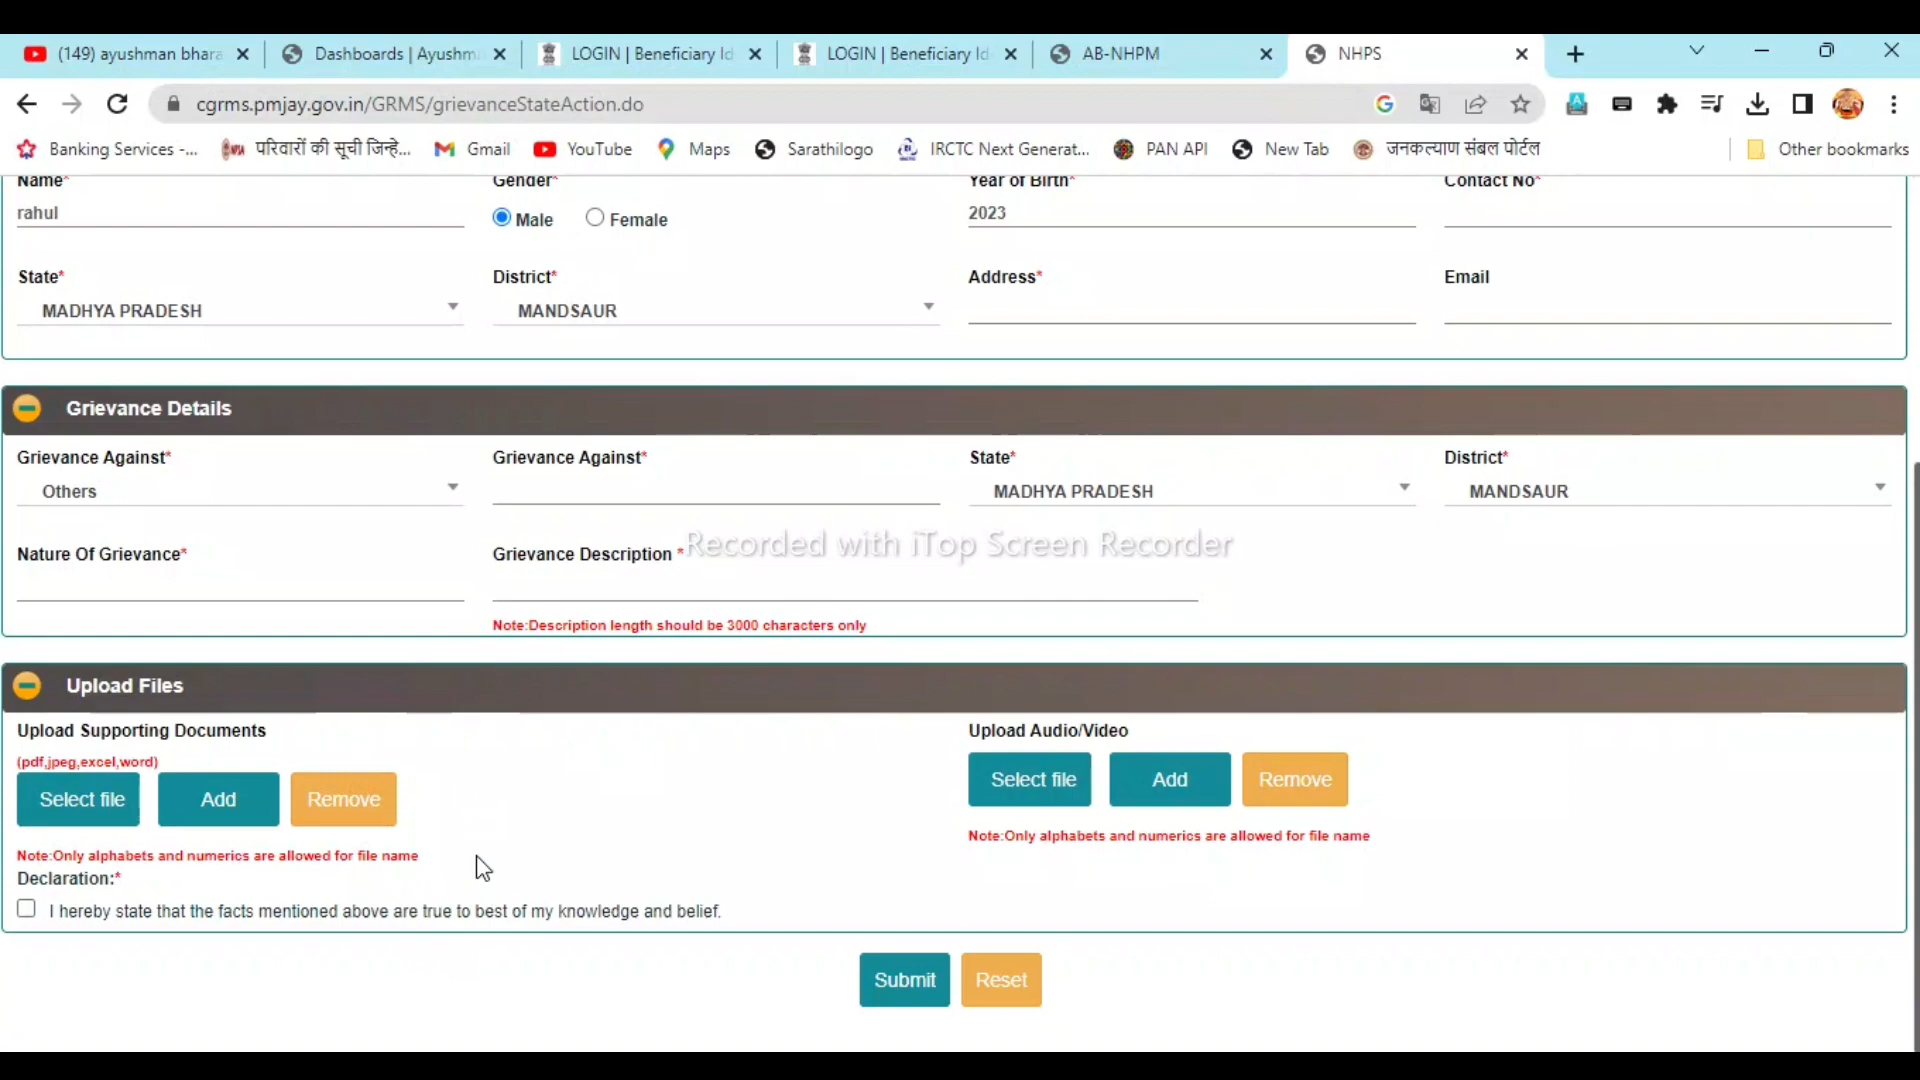 (149) ayushman bhara
Dashboards | Ayushm
LOGIN | Beneficiary Id
LOGIN | Beneficiary Id
AB-NHPM
NHPS
cgrms.pmjay.gov.in/GRMS/grievanceStateAction.do
Banking Services -...
परिवारों की सूची जिन्हे...
Gmail
YouTube
Maps
Sarathilogo
IRCTC Next Generat...
PAN API
New Tab
जनकल्याण संबल पोर्टल
Other bookmarks
Name* Gender* Year of Birth* Contact No*
rahul Male Female 2023
State* District* Address* Email
MADHYA PRADESH MANDSAUR
Grievance Details
Grievance Against* Grievance Against* State* District*
Others MADHYA PRADESH MANDSAUR
Recorded with iTop Screen Recorder
Nature Of Grievance* Grievance Description *
Note:Description length should be 3000 characters only
Upload Files
Upload Supporting Documents Upload Audio/Video
(pdf,jpeg,excel,word)
Select file Add Remove Select file Add Remove
Note:Only alphabets and numerics are allowed for file name
Note:Only alphabets and numerics are allowed for file name
Declaration:*
I hereby state that the facts mentioned above are true to best of my knowledge and belief.
Submit Reset